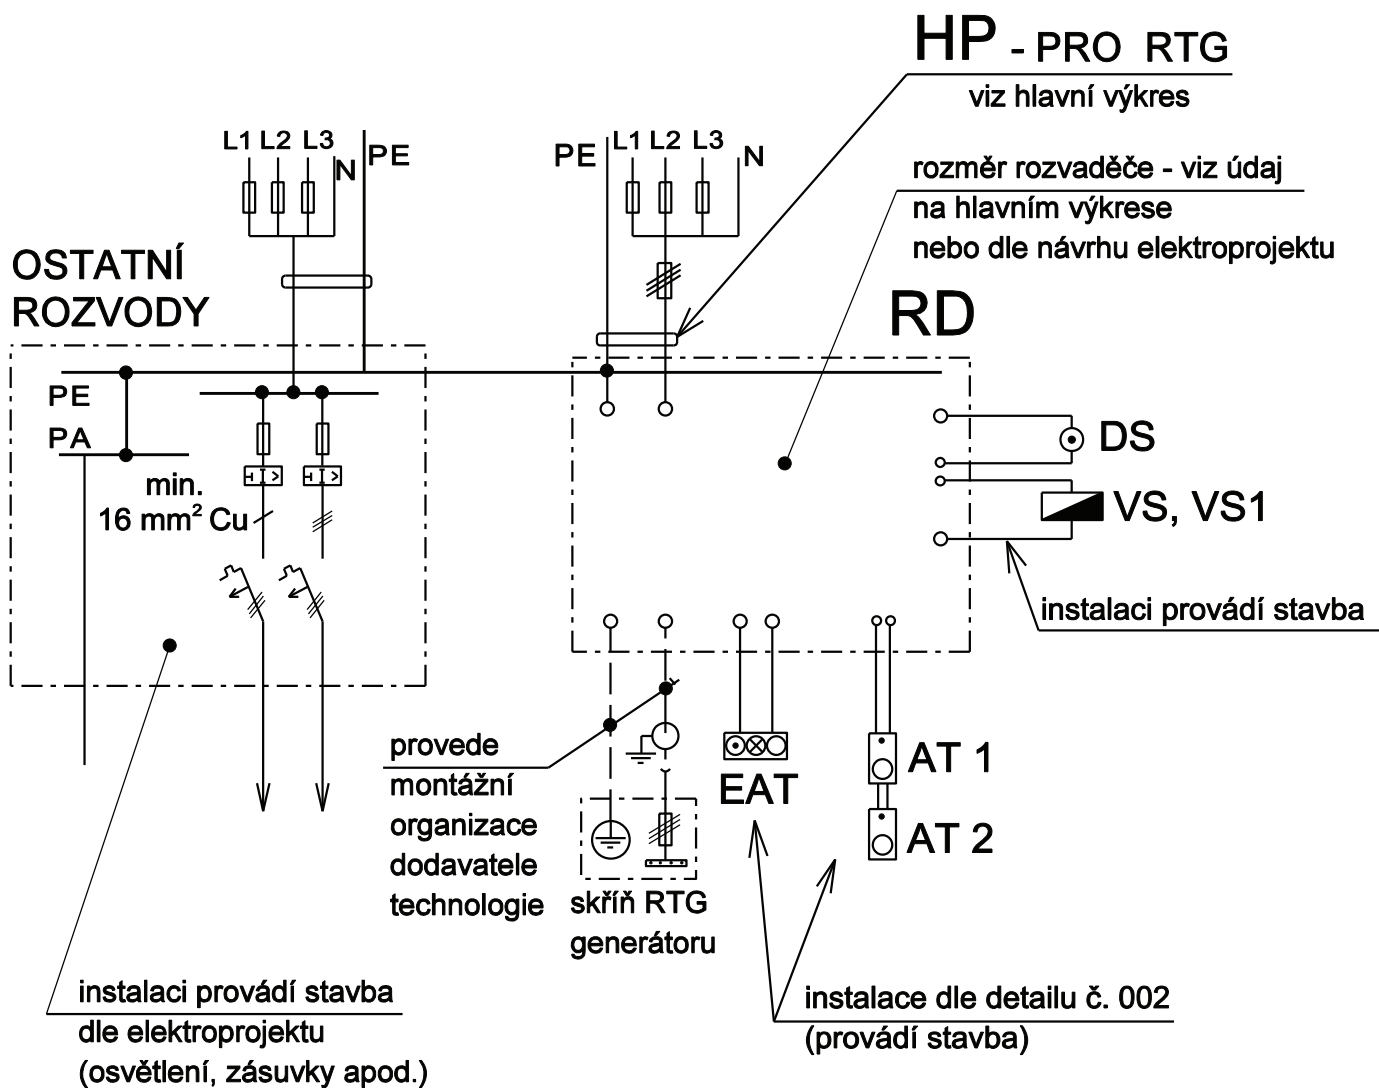 HP - PRO RTG
viz hlavní výkres
L1 L2 L3
N
PE
PE
L1 L2 L3
N
rozměr rozvaděče - viz údaj
na hlavním výkrese
nebo dle návrhu elektroprojektu
OSTATNÍ
ROZVODY
RD
PE
PA
min.
16 mm² Cu
DS
VS, VS1
instalaci provádí stavba
provede
montážní
organizace
dodavatele
technologie
EAT
AT 1
AT 2
skříň RTG
generátoru
instalaci provádí stavba
dle elektroprojektu
(osvětlení, zásuvky apod.)
instalace dle detailu č. 002
(provádí stavba)